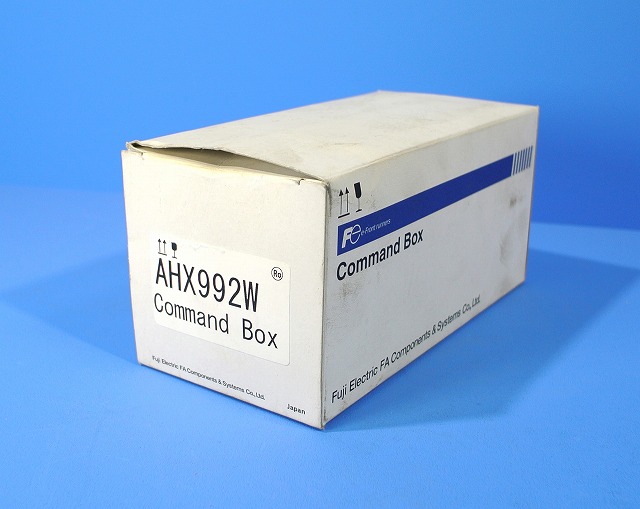 Ro
AHX992W
Command Box
Fuji Electric FA Components & Systems Co.,Ltd.
Japan
Fe e-Front runners
Command Box
Fuji Electric FA Components & Systems Co.,Ltd.